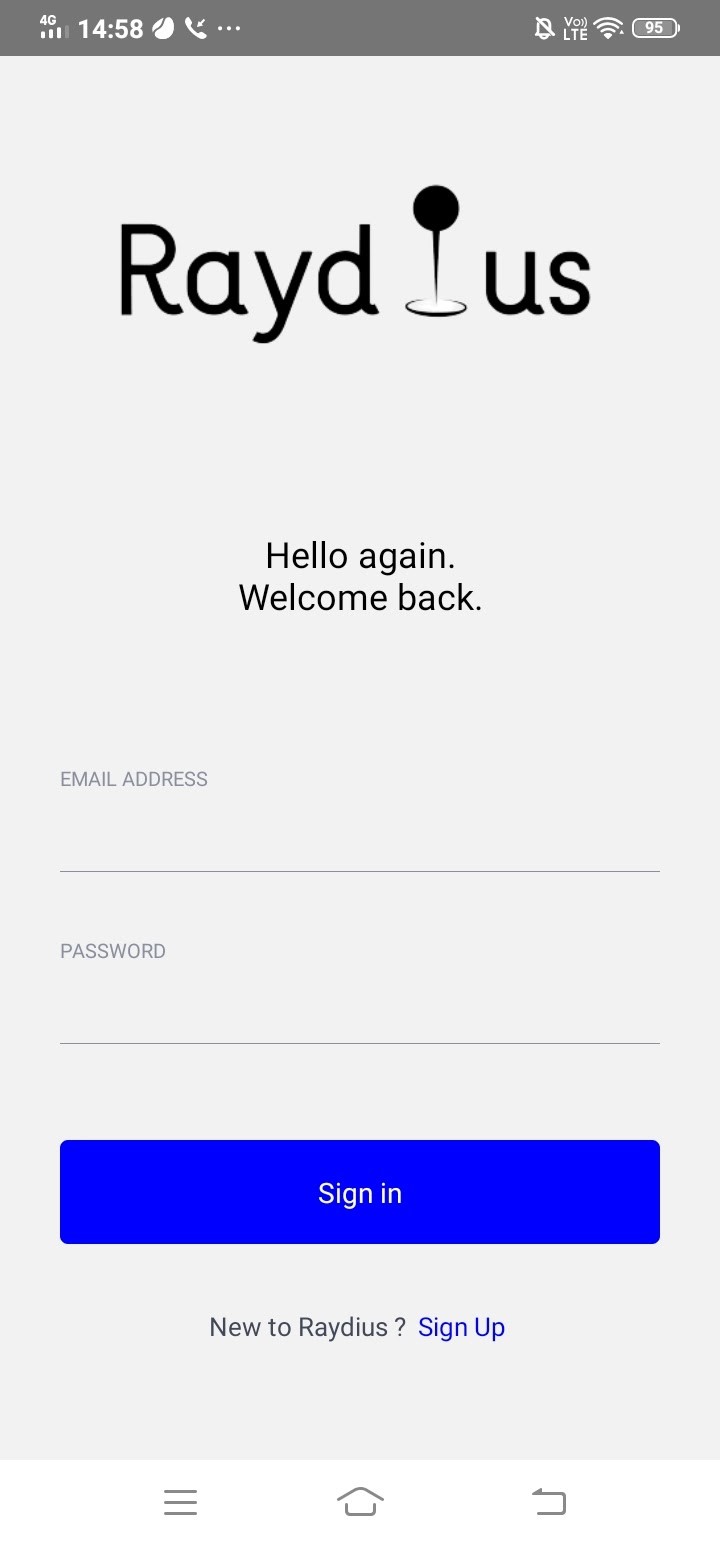 4G 14:58 Vo)) LTE 95
Raydius
Hello again.
Welcome back.
EMAIL ADDRESS
PASSWORD
Sign in
New to Raydius ? Sign Up